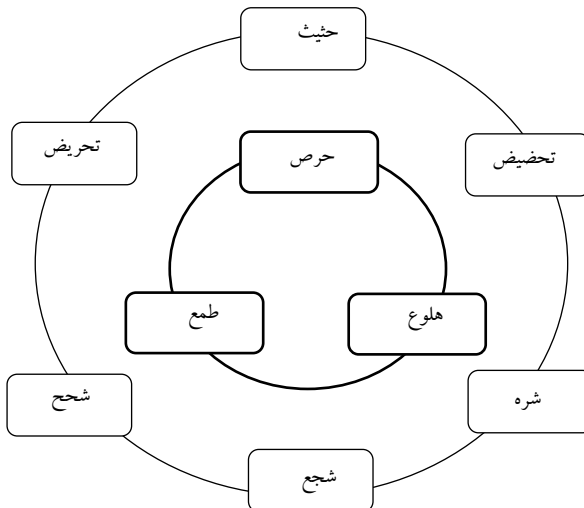 حثيث
تحضيض
تحريض
حرص
هلوع
طمع
شره
شحح
شجع